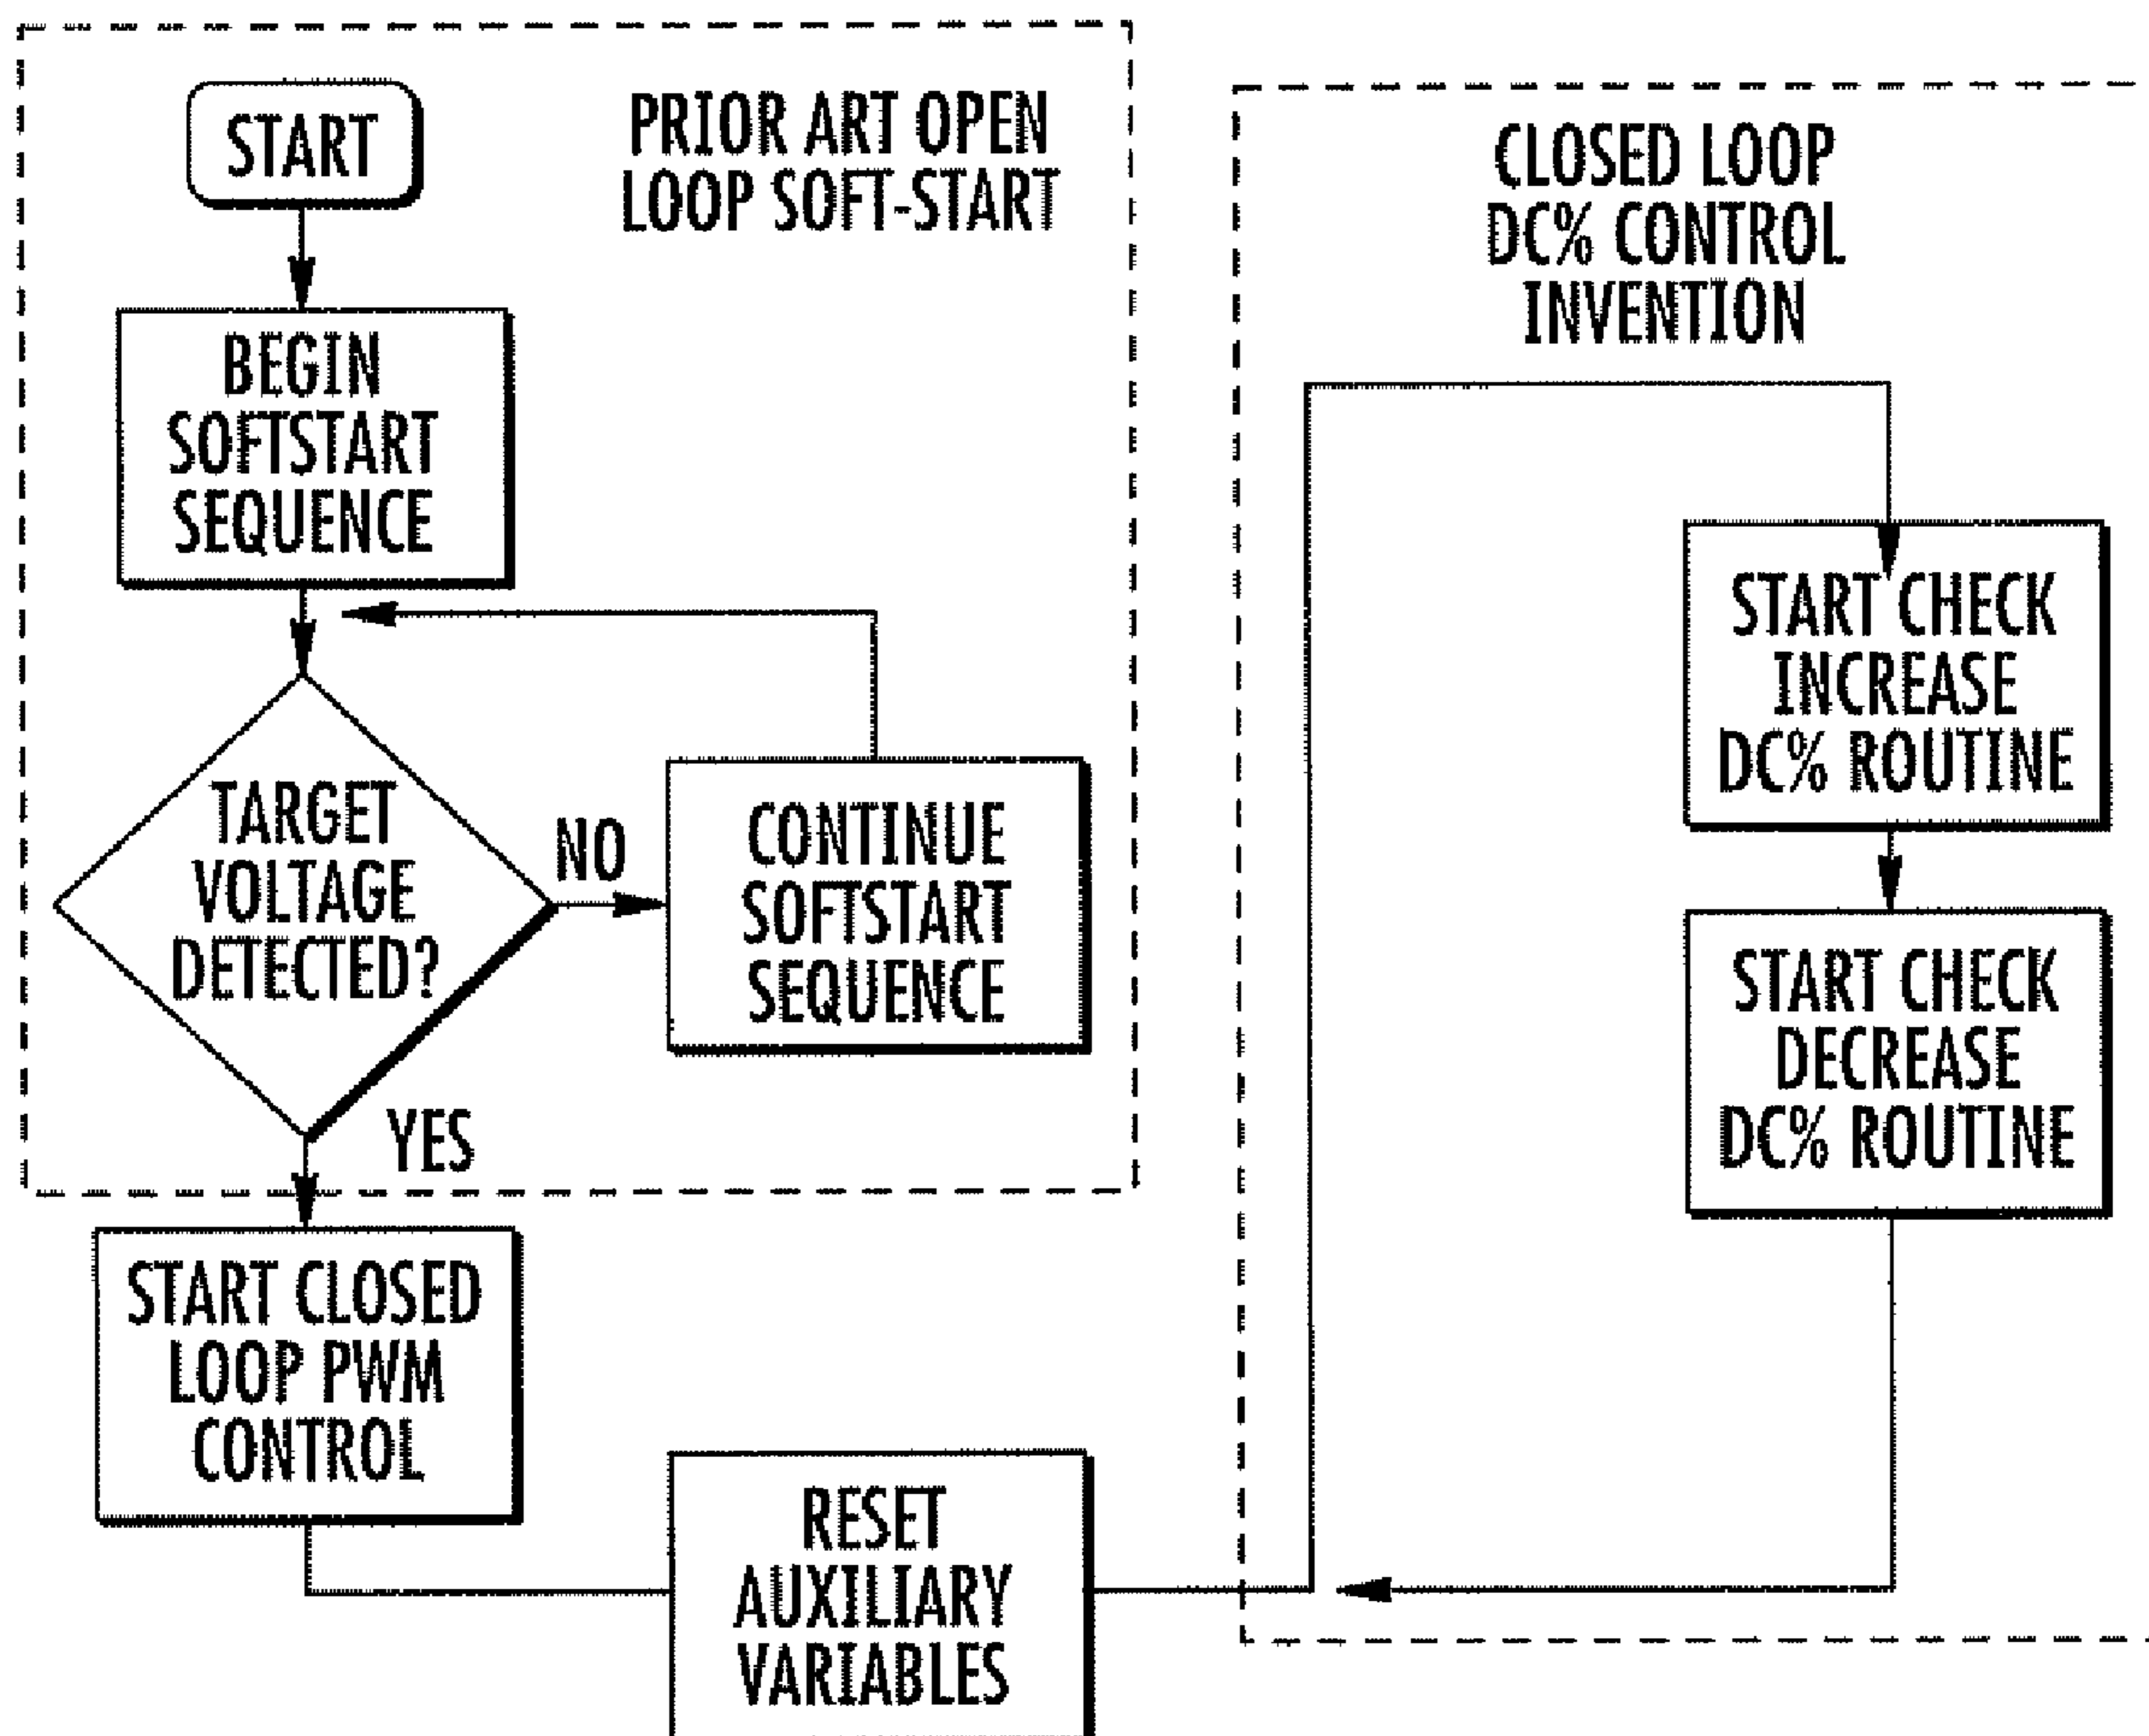 START
PRIOR ART OPEN
LOOP SOFT-START
BEGIN
SOFTSTART
SEQUENCE
TARGET
VOLTAGE
DETECTED?
NO
CONTINUE
SOFTSTART
SEQUENCE
YES
START CLOSED
LOOP PWM
CONTROL
RESET
AUXILIARY
VARIABLES
CLOSED LOOP
DC% CONTROL
INVENTION
START CHECK
INCREASE
DC% ROUTINE
START CHECK
DECREASE
DC% ROUTINE